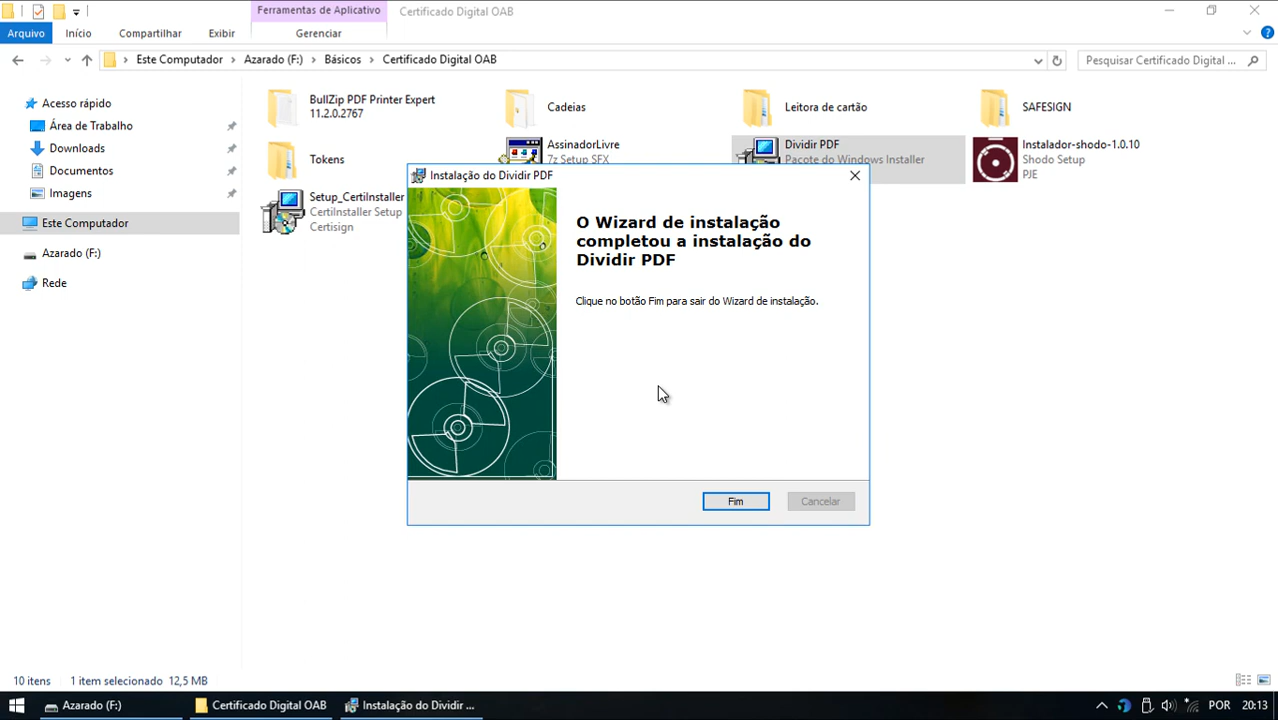 Ferramentas de Aplicativo
Certificado Digital OAB
Arquivo
Início
Compartilhar
Exibir
Gerenciar
Este Computador
Azarado (F:)
Básicos
Certificado Digital OAB
Pesquisar Certificado Digital ...
Acesso rápido
Área de Trabalho
Downloads
Documentos
Imagens
Este Computador
Azarado (F:)
Rede
BullZip PDF Printer Expert
11.2.0.2767
Cadeias
Leitora de cartão
SAFESIGN
Tokens
AssinadorLivre
7z Setup SFX
Dividir PDF
Pacote do Windows Installer
Instalador-shodo-1.0.10
Shodo Setup
PJE
Setup_CertiInstaller
CertiInstaller Setup
Certisign
Instalação do Dividir PDF
O Wizard de instalação
completou a instalação do
Dividir PDF
Clique no botão Fim para sair do Wizard de instalação.
Fim
Cancelar
10 itens
1 item selecionado
12,5 MB
Azarado (F:)
Certificado Digital OAB
Instalação do Dividir ...
POR
20:13